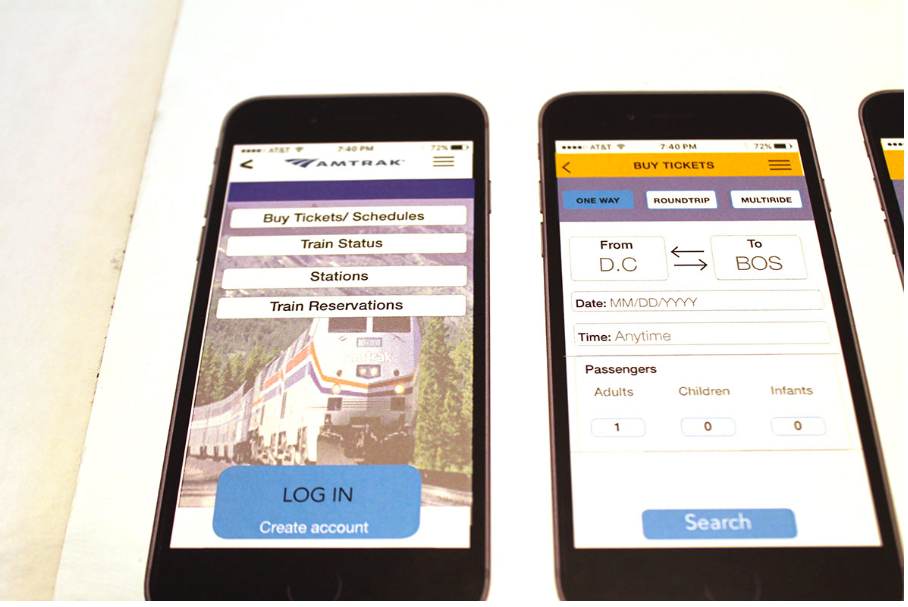 AT&T 7:40 PM 72%
AMTRAK
Buy Tickets/ Schedules
Train Status
Stations
Train Reservations
LOG IN
Create account
AT&T 7:40 PM 72%
BUY TICKETS
ONE WAY ROUNDTRIP MULTIRIDE
From To
D.C BOS
Date: MM/DD/YYYY
Time: Anytime
Passengers
Adults Children Infants
1 0 0
Search